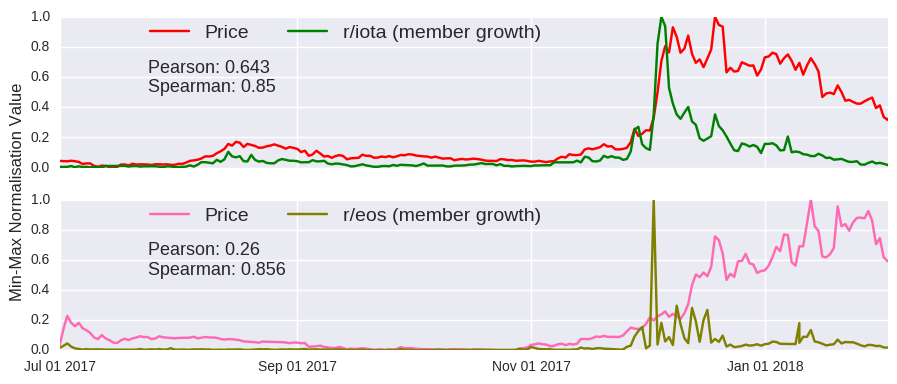 Min-Max Normalisation Value
1.0
0.8
0.6
0.4
0.2
0.0
Price r/iota (member growth)
Pearson: 0.643
Spearman: 0.85
1.0
0.8
0.6
0.4
0.2
0.0
Price r/eos (member growth)
Pearson: 0.26
Spearman: 0.856
Jul 01 2017 Sep 01 2017 Nov 01 2017 Jan 01 2018